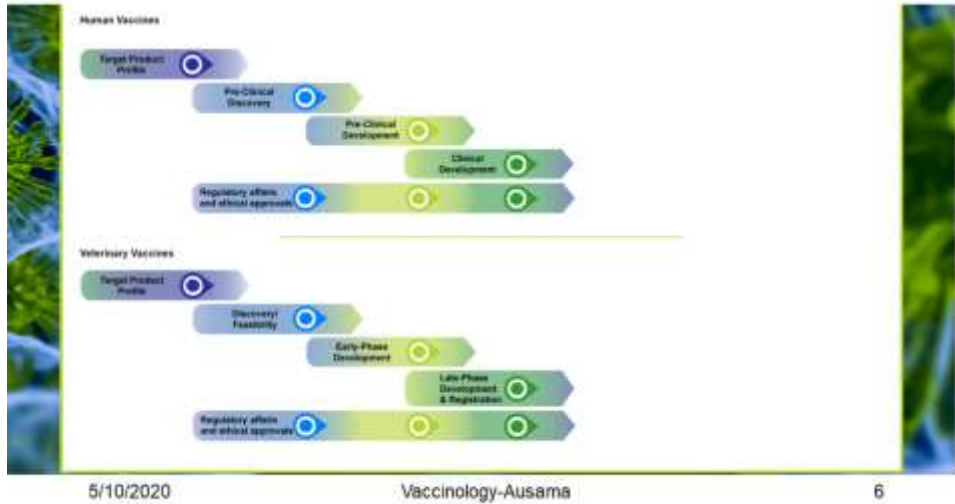 Human Vaccines
Target Product
Profile
Pre-Clinical
Discovery
Pre-Clinical
Development
Clinical
Development
Regulatory affairs
and ethical approvals
Veterinary Vaccines
Target Product
Profile
Discovery/
Feasibility
Early-Phase
Development
Late-Phase
Development
& Registration
Regulatory affairs
and ethical approvals
5/10/2020
Vaccinology-Ausama
6